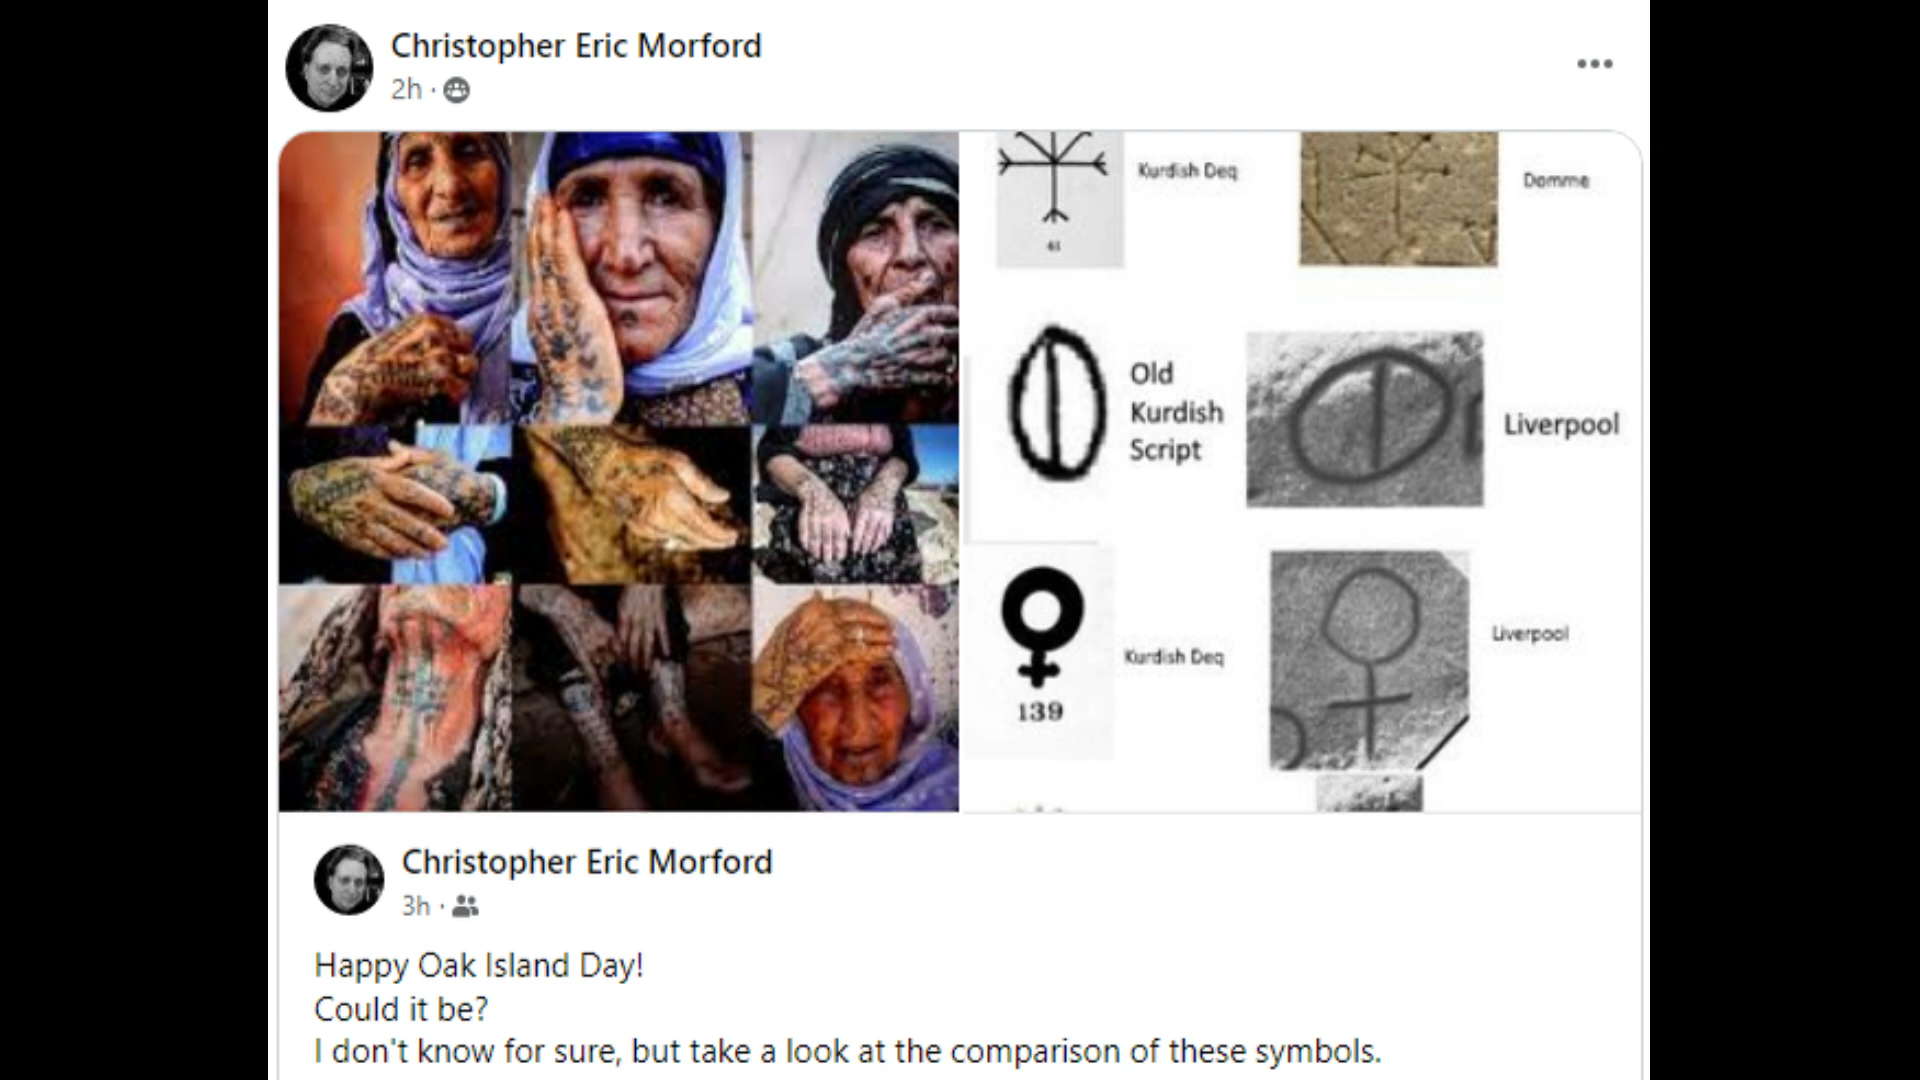 Christopher Eric Morford
2h ·
Kurdish Deq
Damme
41
Old
Kurdish
Script
Liverpool
Kurdish Deq
Liverpool
139
Christopher Eric Morford
3h ·
Happy Oak Island Day!
Could it be?
I don't know for sure, but take a look at the comparison of these symbols.